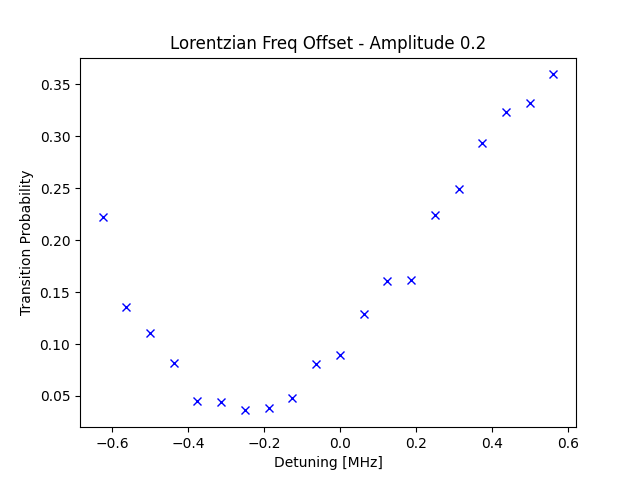 Lorentzian Freq Offset - Amplitude 0.2
0.35
0.30
0.25
0.20
0.15
0.10
0.05
Transition Probability
−0.6 −0.4 −0.2 0.0 0.2 0.4 0.6
Detuning [MHz]